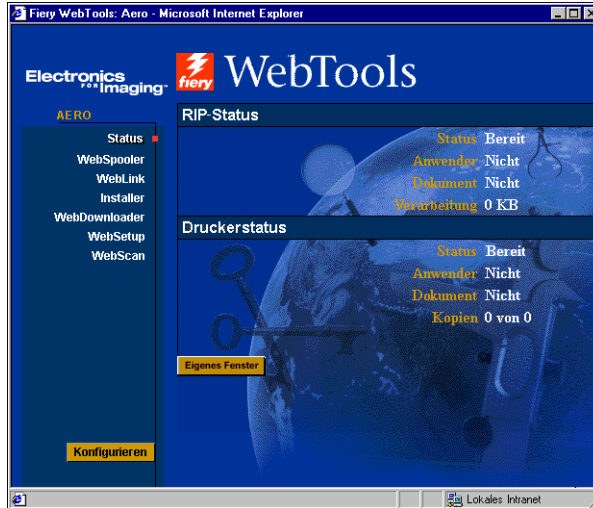 Fiery WebTools: Aero - Microsoft Internet Explorer
Electronics
FOR Imaging
fiery
WebTools
AERO
Status
WebSpooler
WebLink
Installer
WebDownloader
WebSetup
WebScan
Konfigurieren
RIP-Status
Status Bereit
Anwender Nicht
Dokument Nicht
Verarbeitung 0 KB
Druckerstatus
Status Bereit
Anwender Nicht
Dokument Nicht
Kopien 0 von 0
Eigenes Fenster
Lokales Intranet